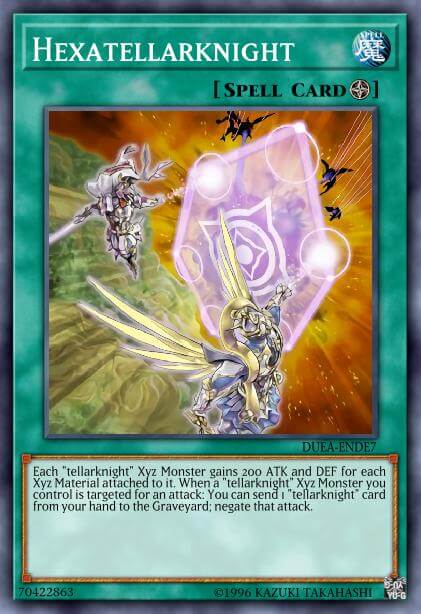 HEXATELLARKNIGHT
[SPELL CARD]
DUEA-ENDE7
Each "tellarknight" Xyz Monster gains 200 ATK and DEF for each
Xyz Material attached to it. When a "tellarknight" Xyz Monster you
control is targeted for an attack: You can send 1 "tellarknight" card
from your hand to the Graveyard; negate that attack.
70422863
©1996 KAZUKI TAKAHASHI